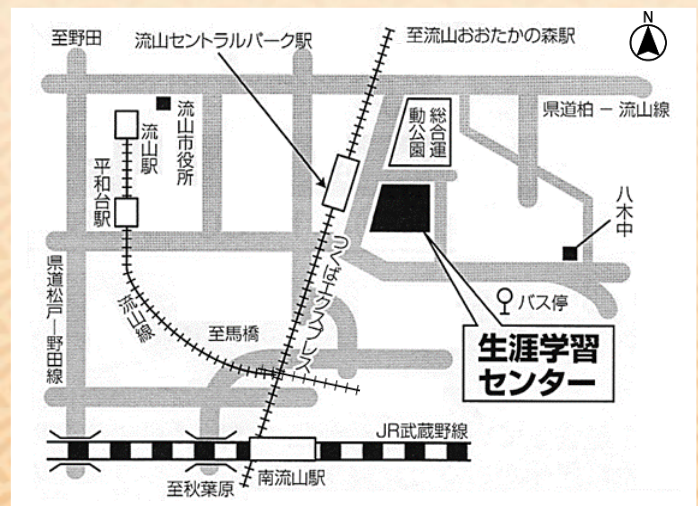 至野田
流山セントラルパーク駅
至流山おおたかの森駅
N
県道柏ー流山線
流山駅
流山市役所
平和台駅
総合運
動公園
八木中
県道松戸ー野田線
流山線
至馬橋
つくばエクスプレス
バス停
生涯学習
センター
JR武蔵野線
南流山駅
至秋葉原